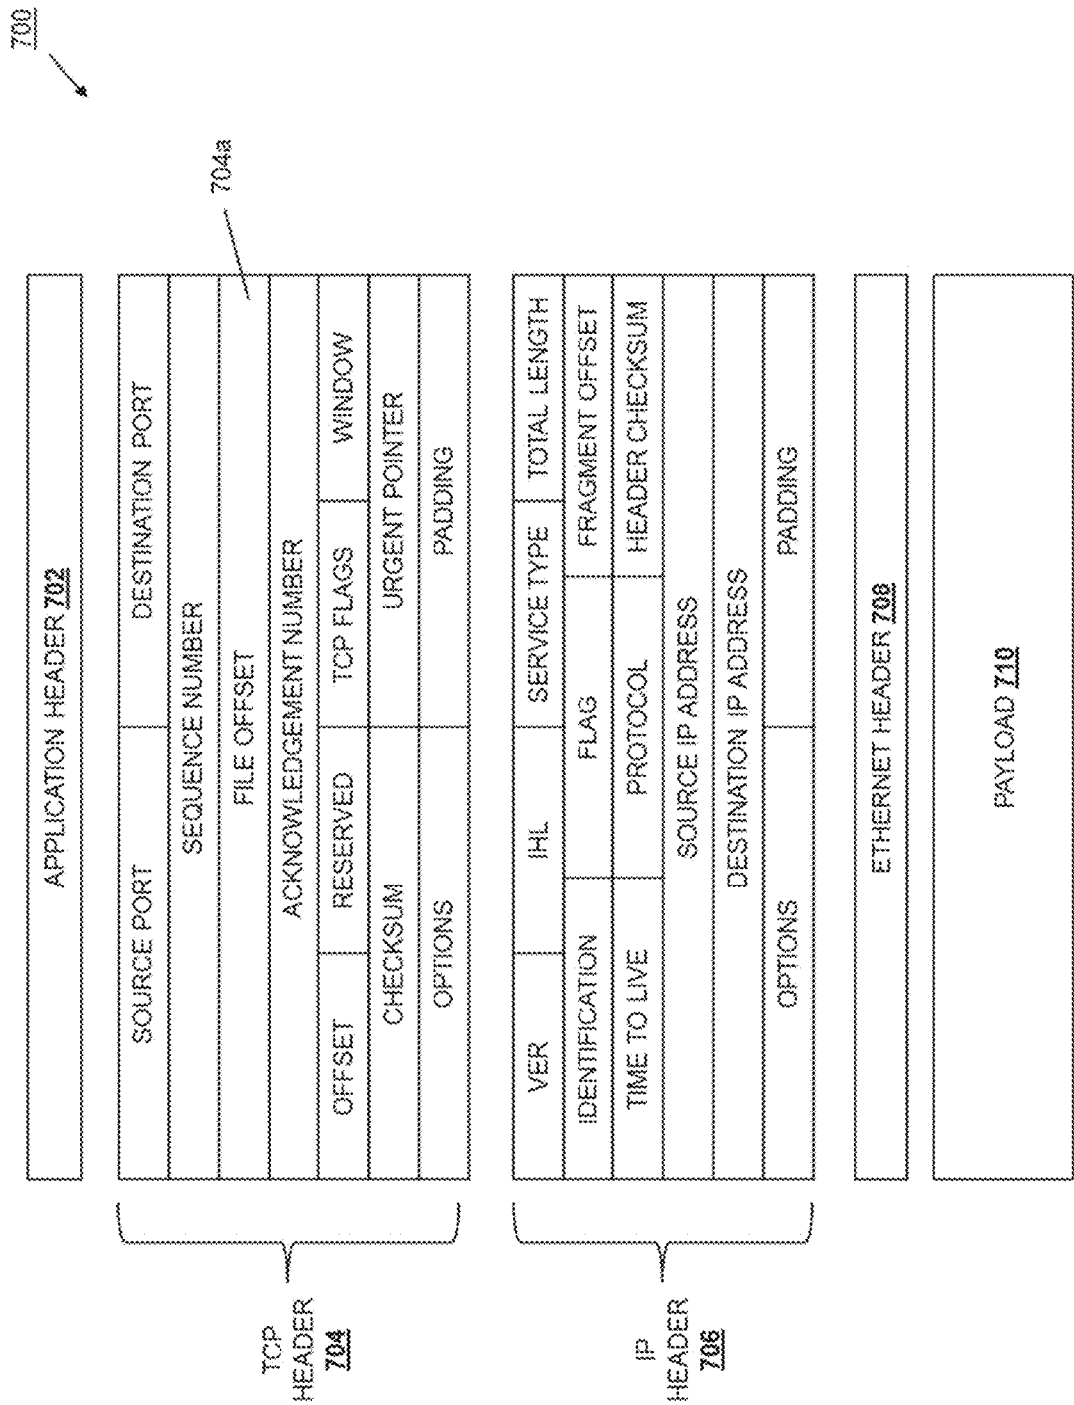 700
APPLICATION HEADER 702
SOURCE PORT DESTINATION PORT
SEQUENCE NUMBER
FILE OFFSET
704a
ACKNOWLEDGEMENT NUMBER
OFFSET RESERVED TCP FLAGS WINDOW
CHECKSUM URGENT POINTER
OPTIONS PADDING
TCP
HEADER
704
VER IHL SERVICE TYPE TOTAL LENGTH
IDENTIFICATION FLAG FRAGMENT OFFSET
TIME TO LIVE PROTOCOL HEADER CHECKSUM
SOURCE IP ADDRESS
DESTINATION IP ADDRESS
OPTIONS PADDING
IP
HEADER
706
ETHERNET HEADER 708
PAYLOAD 710